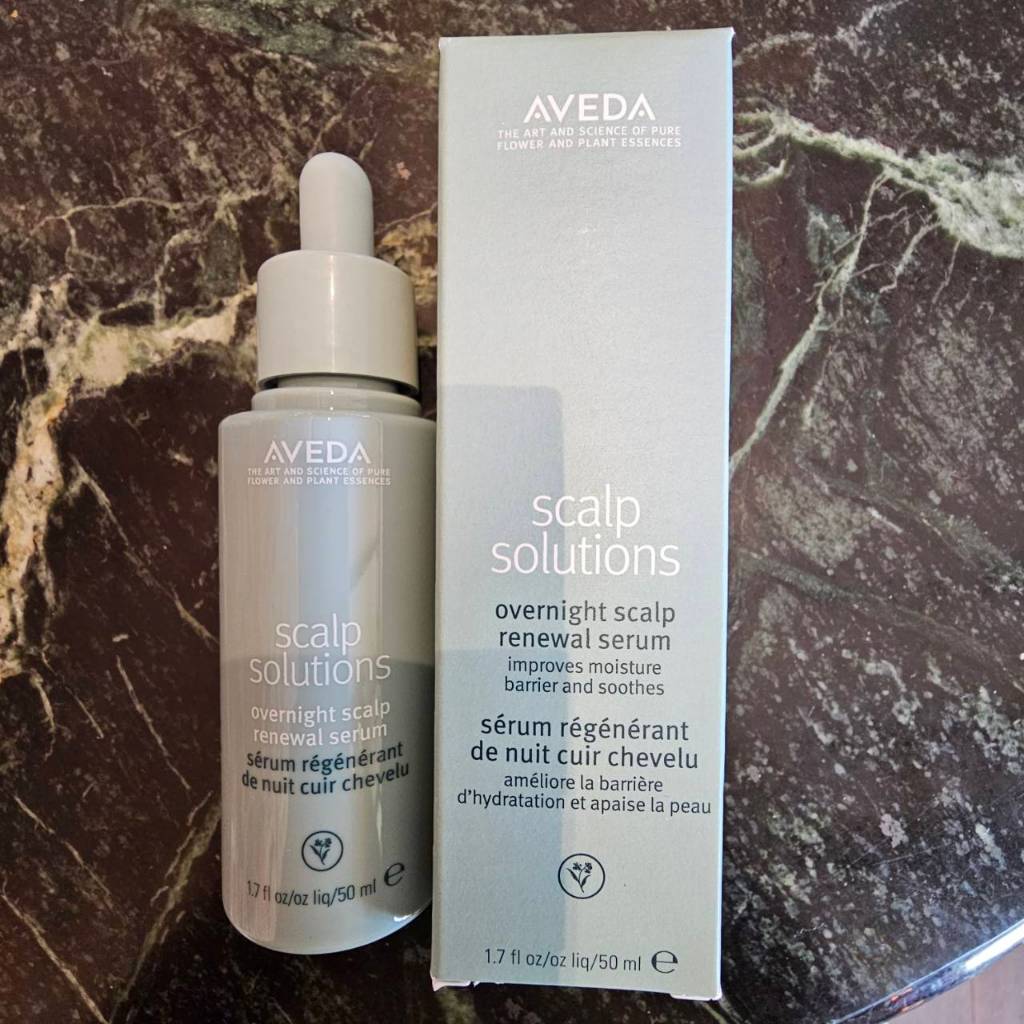 AVEDA
THE ART AND SCIENCE OF PURE
FLOWER AND PLANT ESSENCES
scalp
solutions
overnight scalp
renewal serum
sérum régénérant
de nuit cuir chevelu
1.7 fl oz/oz liq/50 ml ℮
AVEDA
THE ART AND SCIENCE OF PURE
FLOWER AND PLANT ESSENCES
scalp
solutions
overnight scalp
renewal serum
improves moisture
barrier and soothes
sérum régénérant
de nuit cuir chevelu
améliore la barrière
d'hydratation et apaise la peau
1.7 fl oz/oz liq/50 ml ℮